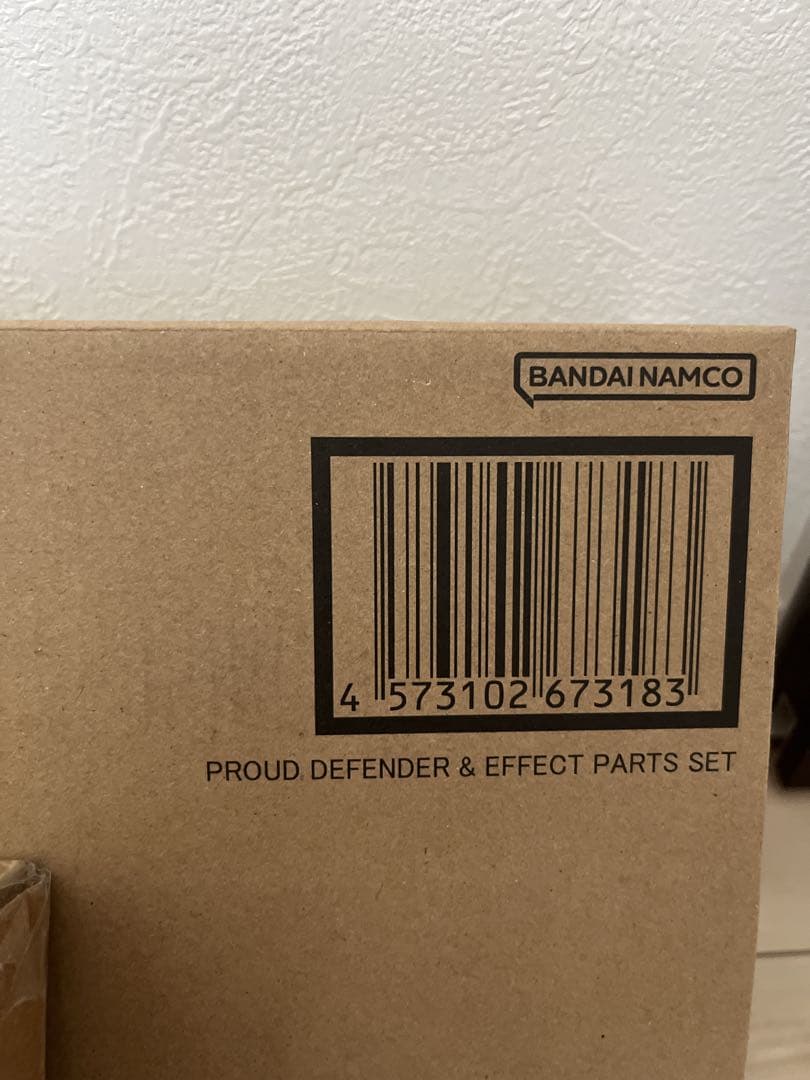 BANDAI NAMCO
4 573102 673183
PROUD DEFENDER & EFFECT PARTS SET